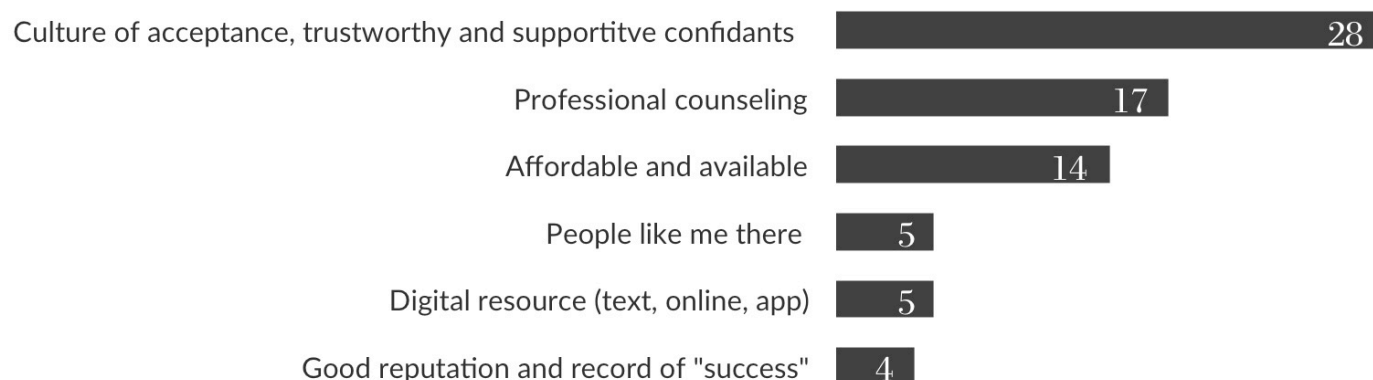 Culture of acceptance, trustworthy and supportitve confidants 28
Professional counseling 17
Affordable and available 14
People like me there 5
Digital resource (text, online, app) 5
Good reputation and record of "success" 4